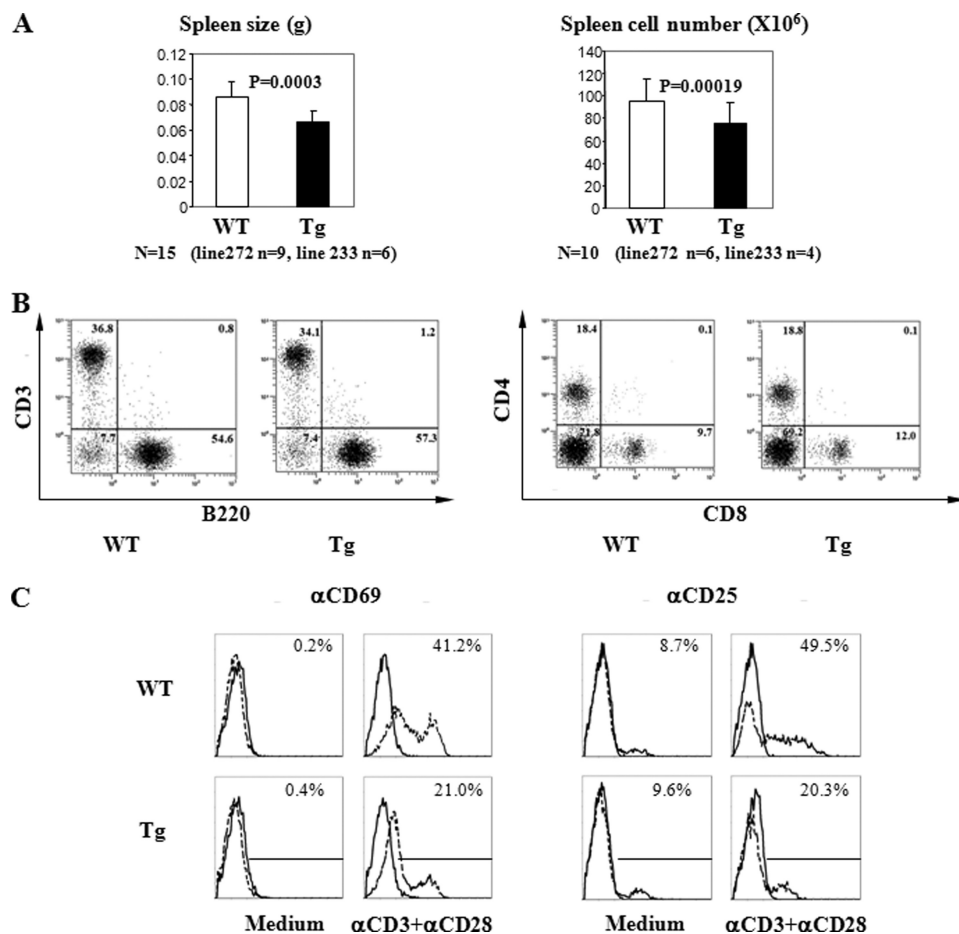 A
Spleen size (g)
Spleen cell number (X10⁶)
0.12
0.10
0.08
0.06
0.04
0.02
0
P=0.0003
WT
Tg
N=15 (line272 n=9, line 233 n=6)
140
120
100
80
60
40
20
0
P=0.00019
WT
Tg
N=10 (line272 n=6, line233 n=4)
B
CD3
36.8
0.8
7.7
54.6
34.1
1.2
7.4
57.3
B220
WT
Tg
CD4
18.4
0.1
71.8
9.7
18.8
0.1
69.2
12.0
CD8
WT
Tg
C
αCD69
αCD25
WT
0.2%
41.2%
8.7%
49.5%
Tg
0.4%
21.0%
9.6%
20.3%
Medium
αCD3+αCD28
Medium
αCD3+αCD28